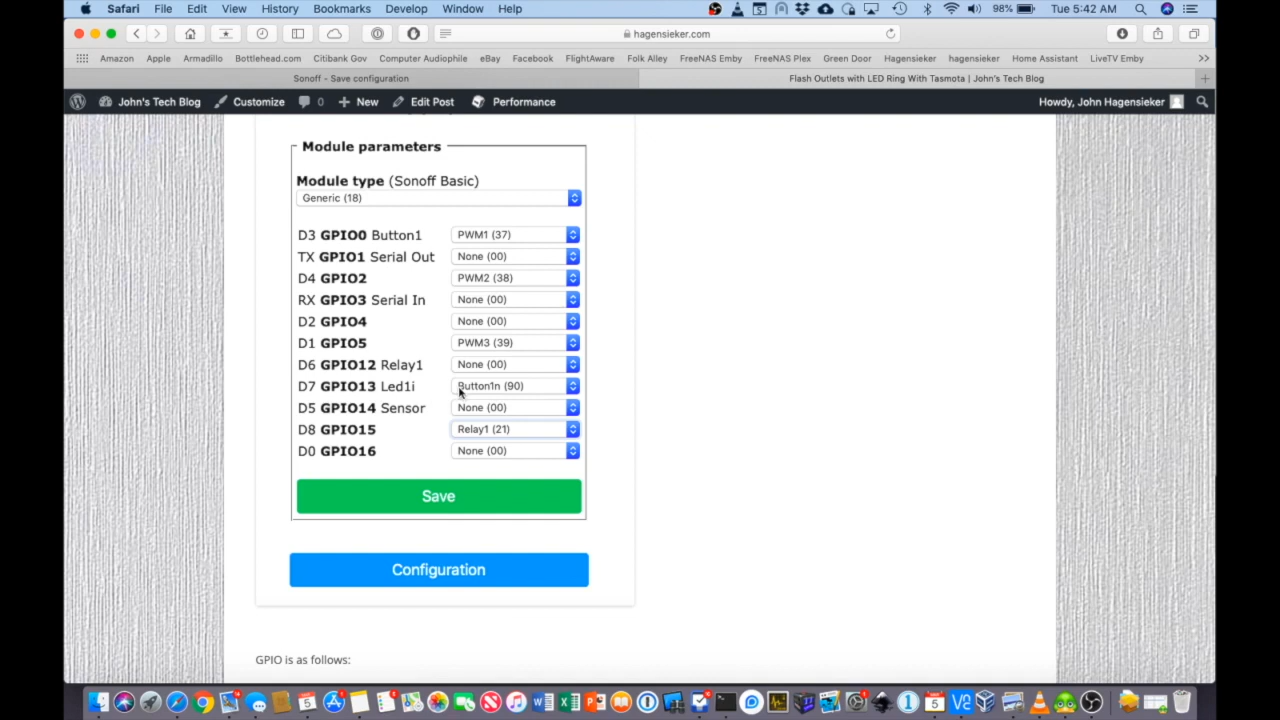 Safari File Edit View History Bookmarks Develop Window Help 98% Tue 5:42 AM
hagensieker.com
Amazon Apple Armadillo Bottlehead.com Citibank Gov Computer Audiophile eBay Facebook FlightAware Folk Alley FreeNAS Emby FreeNAS Plex Green Door Hagensieker hagensieker Home Assistant LiveTV Emby
Sonoff - Save configuration Flash Outlets with LED Ring With Tasmota | John's Tech Blog
John's Tech Blog Customize 0 New Edit Post Performance Howdy, John Hagensieker
Module parameters
Module type (Sonoff Basic)
Generic (18)
D3 GPIO0 Button1 PWM1 (37)
TX GPIO1 Serial Out None (00)
D4 GPIO2 PWM2 (38)
RX GPIO3 Serial In None (00)
D2 GPIO4 None (00)
D1 GPIO5 PWM3 (39)
D6 GPIO12 Relay1 None (00)
D7 GPIO13 Led1i Button1n (90)
D5 GPIO14 Sensor None (00)
D8 GPIO15 Relay1 (21)
D0 GPIO16 None (00)
Save
Configuration
GPIO is as follows: